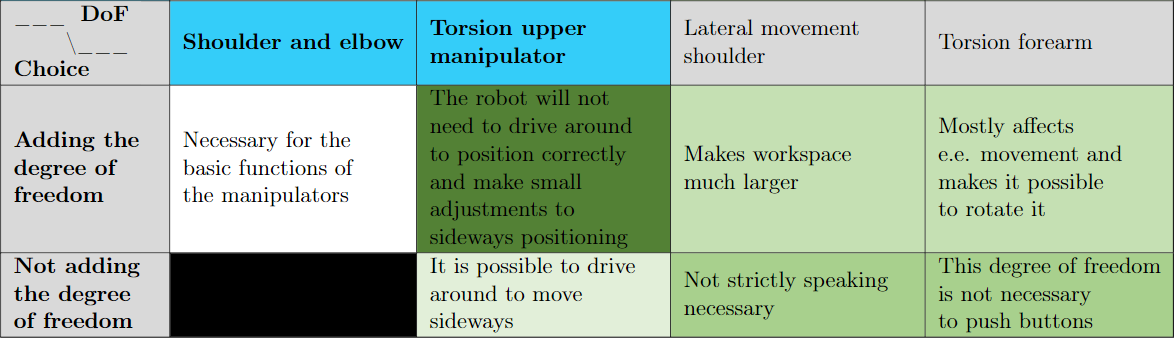 ___ DoF
\___
Choice
Shoulder and elbow
Torsion upper
manipulator
Lateral movement
shoulder
Torsion forearm
Adding the
degree of
freedom
Necessary for the
basic functions of
the manipulators
The robot will not
need to drive around
to position correctly
and make small
adjustments to
sideways positioning
Makes workspace
much larger
Mostly affects
e.e. movement and
makes it possible
to rotate it
Not adding
the degree
of freedom
It is possible to drive
around to move
sideways
Not strictly speaking
necessary
This degree of freedom
is not necessary
to push buttons